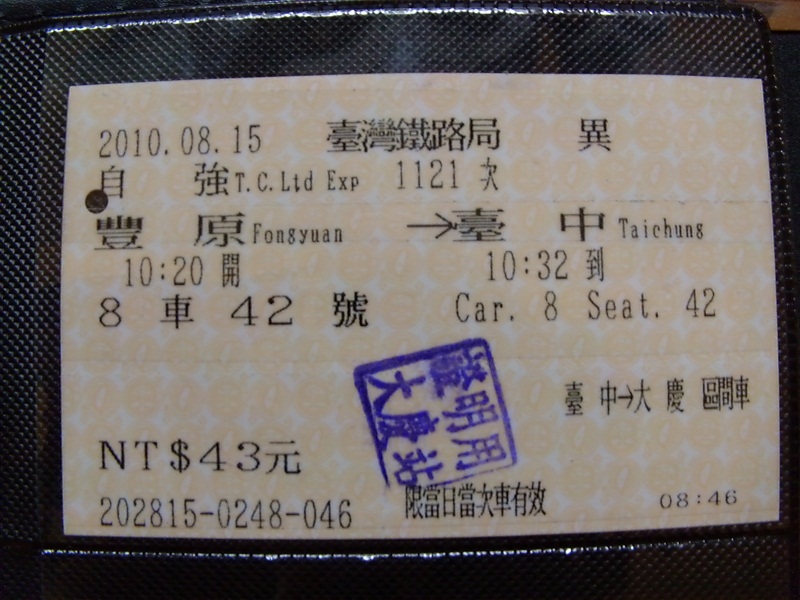 2010.08.15 臺灣鐵路局 異
自強 T.C.Ltd Exp 1121 次
豐原 Fongyuan →臺中 Taichung
10:20 開 10:32 到
8 車 42 號 Car. 8 Seat. 42
臺中→大慶 區間車
證明用
大慶站
NT$43元
202815-0248-046 限當日當次車有效 08:46